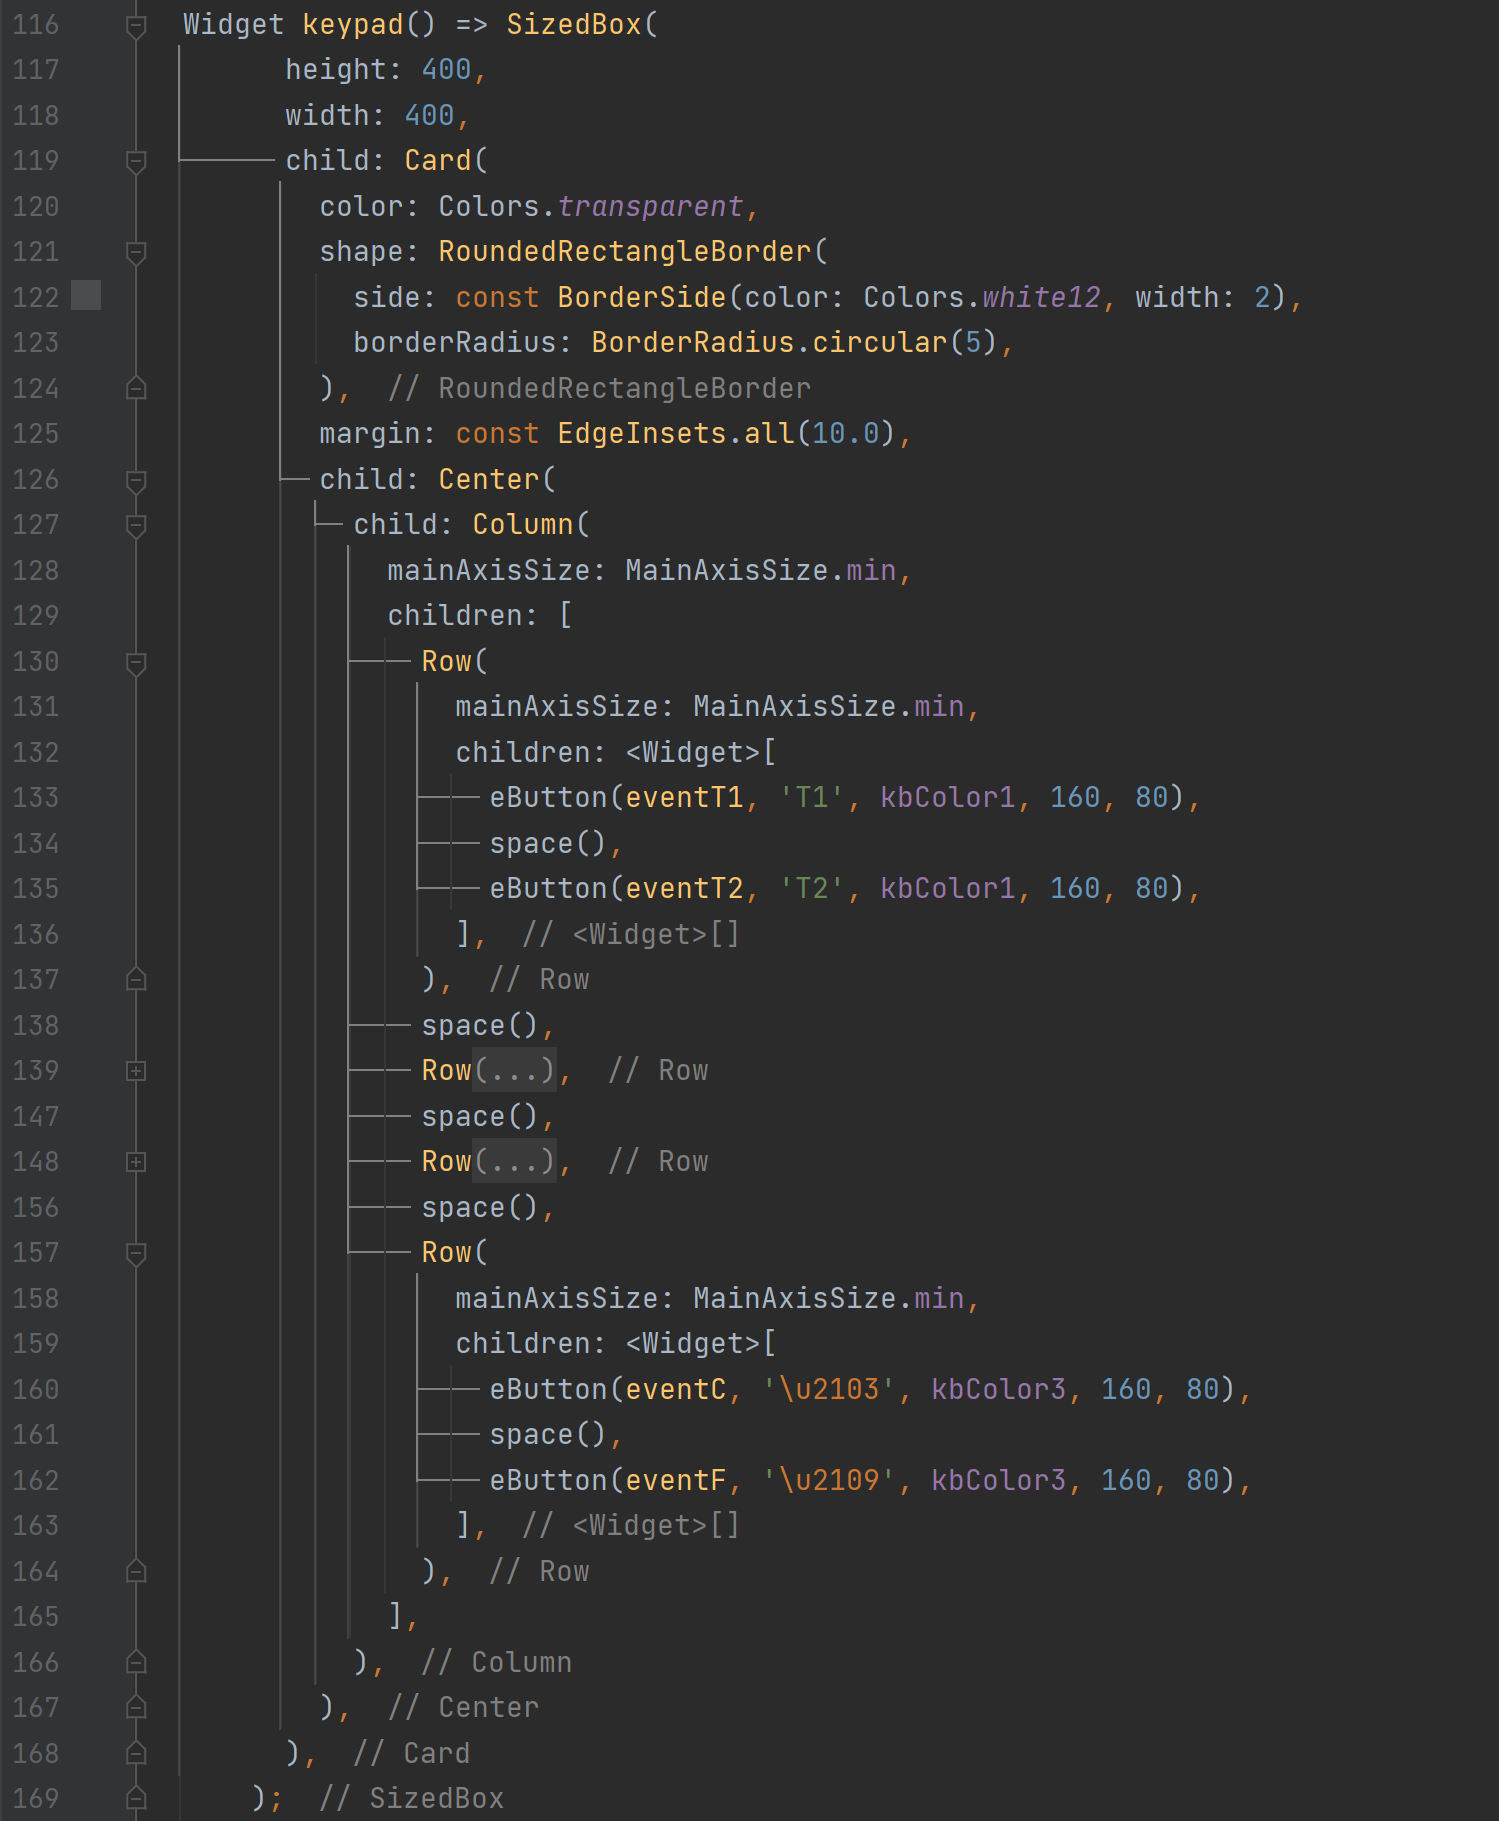 116 Widget keypad() => SizedBox(
117 height: 400,
118 width: 400,
119 child: Card(
120 color: Colors.transparent,
121 shape: RoundedRectangleBorder(
122 side: const BorderSide(color: Colors.white12, width: 2),
123 borderRadius: BorderRadius.circular(5),
124 ), // RoundedRectangleBorder
125 margin: const EdgeInsets.all(10.0),
126 child: Center(
127 child: Column(
128 mainAxisSize: MainAxisSize.min,
129 children: [
130 Row(
131 mainAxisSize: MainAxisSize.min,
132 children: <Widget>[
133 eButton(eventT1, 'T1', kbColor1, 160, 80),
134 space(),
135 eButton(eventT2, 'T2', kbColor1, 160, 80),
136 ], // <Widget>[]
137 ), // Row
138 space(),
139 Row(...), // Row
147 space(),
148 Row(...), // Row
156 space(),
157 Row(
158 mainAxisSize: MainAxisSize.min,
159 children: <Widget>[
160 eButton(eventC, '\u2103', kbColor3, 160, 80),
161 space(),
162 eButton(eventF, '\u2109', kbColor3, 160, 80),
163 ], // <Widget>[]
164 ), // Row
165 ],
166 ), // Column
167 ), // Center
168 ), // Card
169 ); // SizedBox